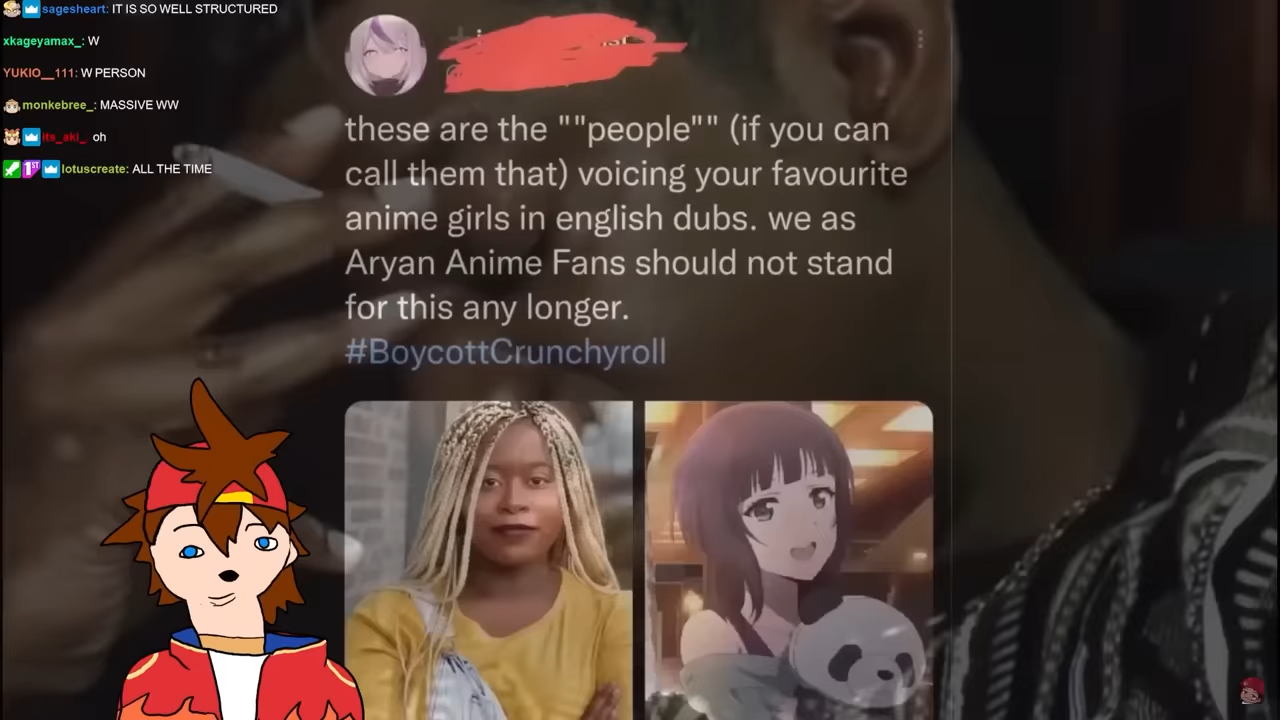 sagesheart: IT IS SO WELL STRUCTURED
xkageyamax_: W
YUKIO__111: W PERSON
monkebree_: MASSIVE WW
its_aki_: oh
1ST lotuscreate: ALL THE TIME
these are the ""people"" (if you can
call them that) voicing your favourite
anime girls in english dubs. we as
Aryan Anime Fans should not stand
for this any longer.
#BoycottCrunchyroll